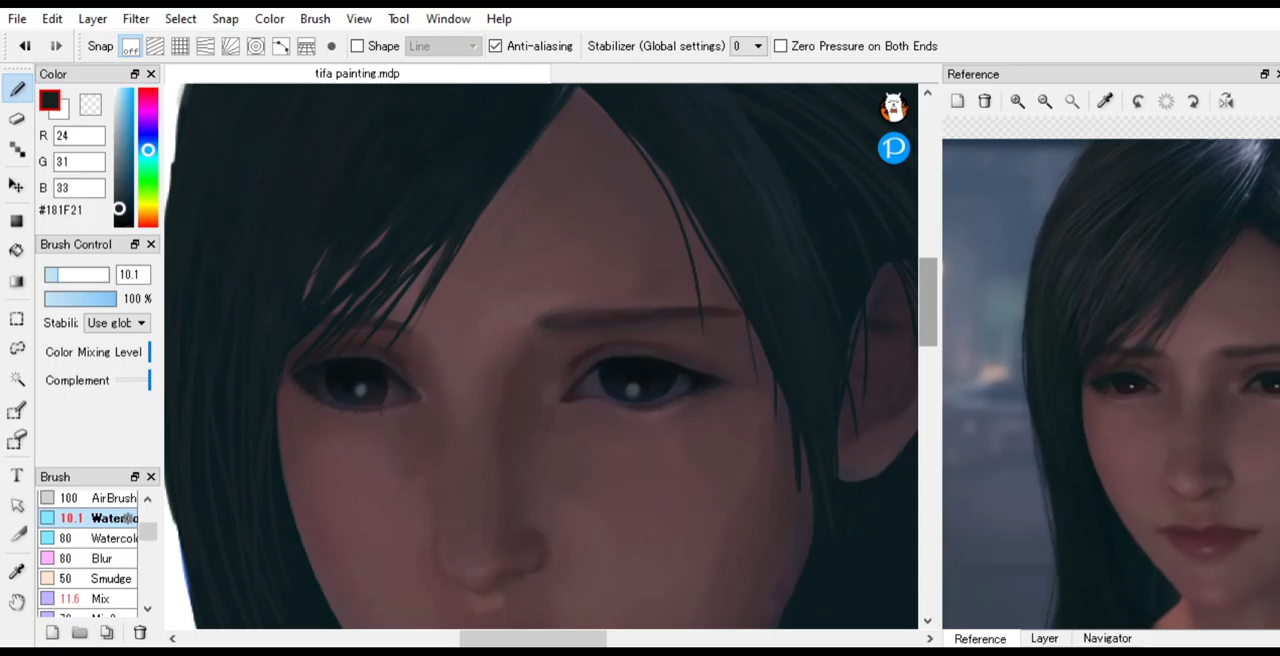 File Edit Layer Filter Select Snap Color Brush View Tool Window Help
Snap off Shape Line Anti-aliasing Stabilizer (Global settings) 0 Zero Pressure on Both Ends
Color
tifa painting.mdp
Reference
R 24
G 31
B 33
#181F21
P
Brush Control
10.1
100 %
Stabili: Use glob
Color Mixing Level
Complement
Brush
100 AirBrush
10.1
80 Watercol
80 Blur
50 Smudge
11.6 Mix
T
Reference Layer Navigator